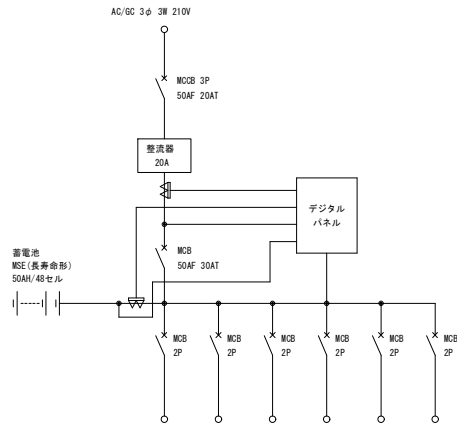 AC/GC 3φ 3W 210V
MCCB 3P
50AF 20AT
整流器
20A
デジタル
パネル
MCB
50AF 30AT
蓄電池
MSE(長寿命形)
50AH/48セル
MCB
2P
MCB
2P
MCB
2P
MCB
2P
MCB
2P
MCB
2P